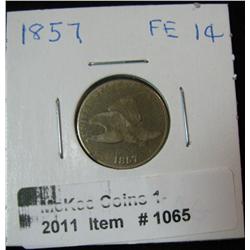 1857 FE 1¢
1857
McKee Coins 1-
2011 Item # 1065